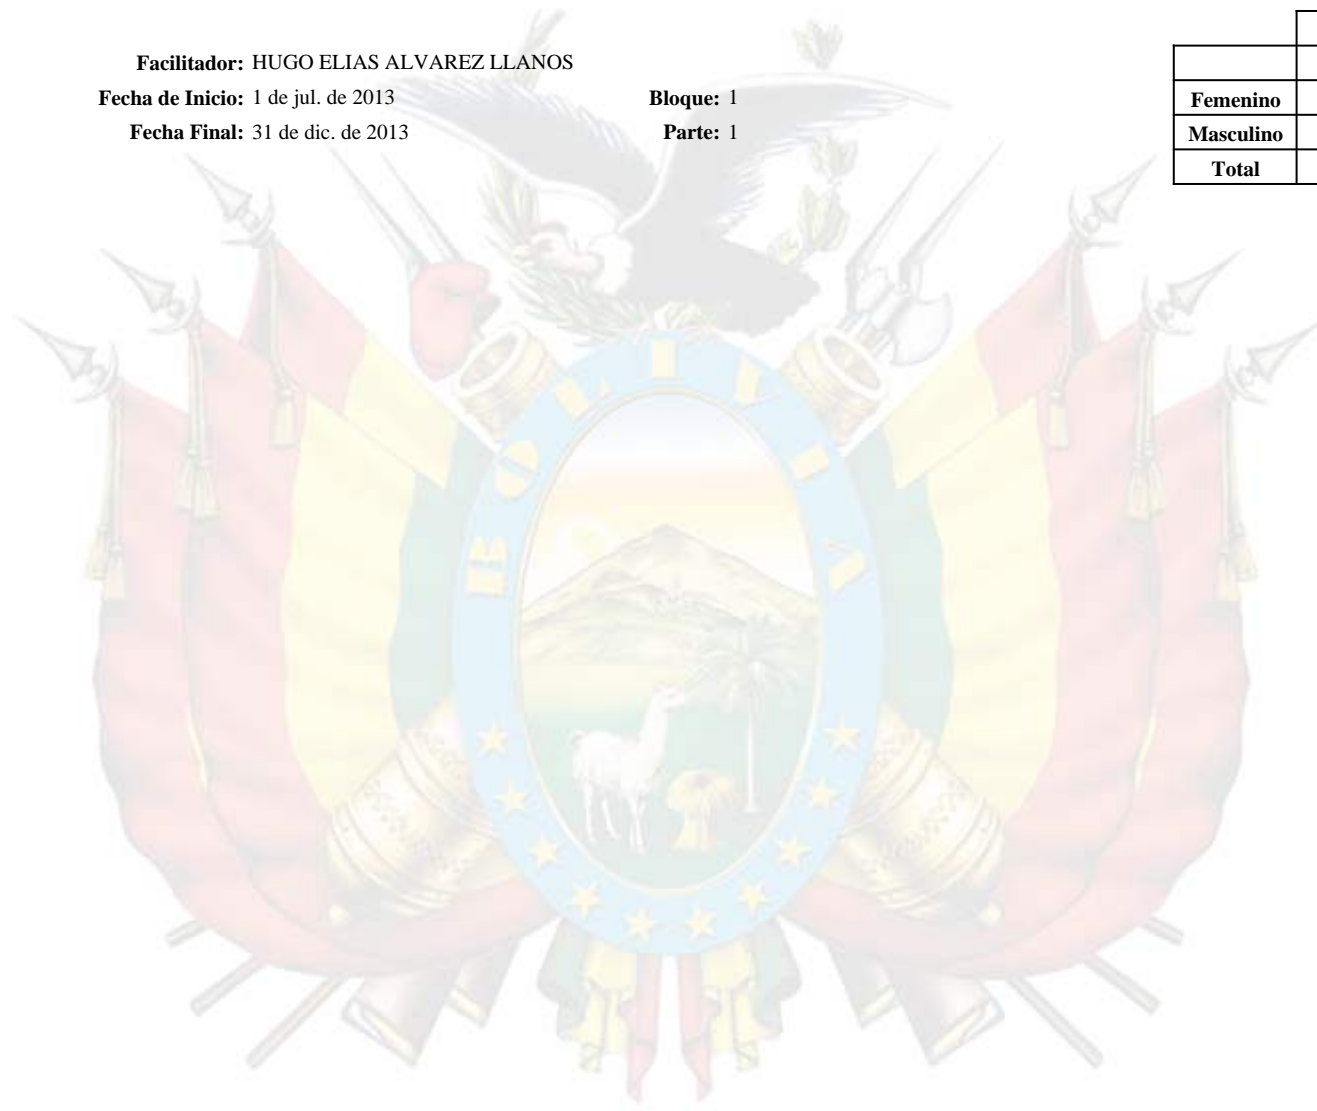 Facilitador: HUGO ELIAS ALVAREZ LLANOS
Fecha de Inicio: 1 de jul. de 2013 Bloque: 1
Fecha Final: 31 de dic. de 2013 Parte: 1
Femenino
Masculino
Total
BOLIVIA